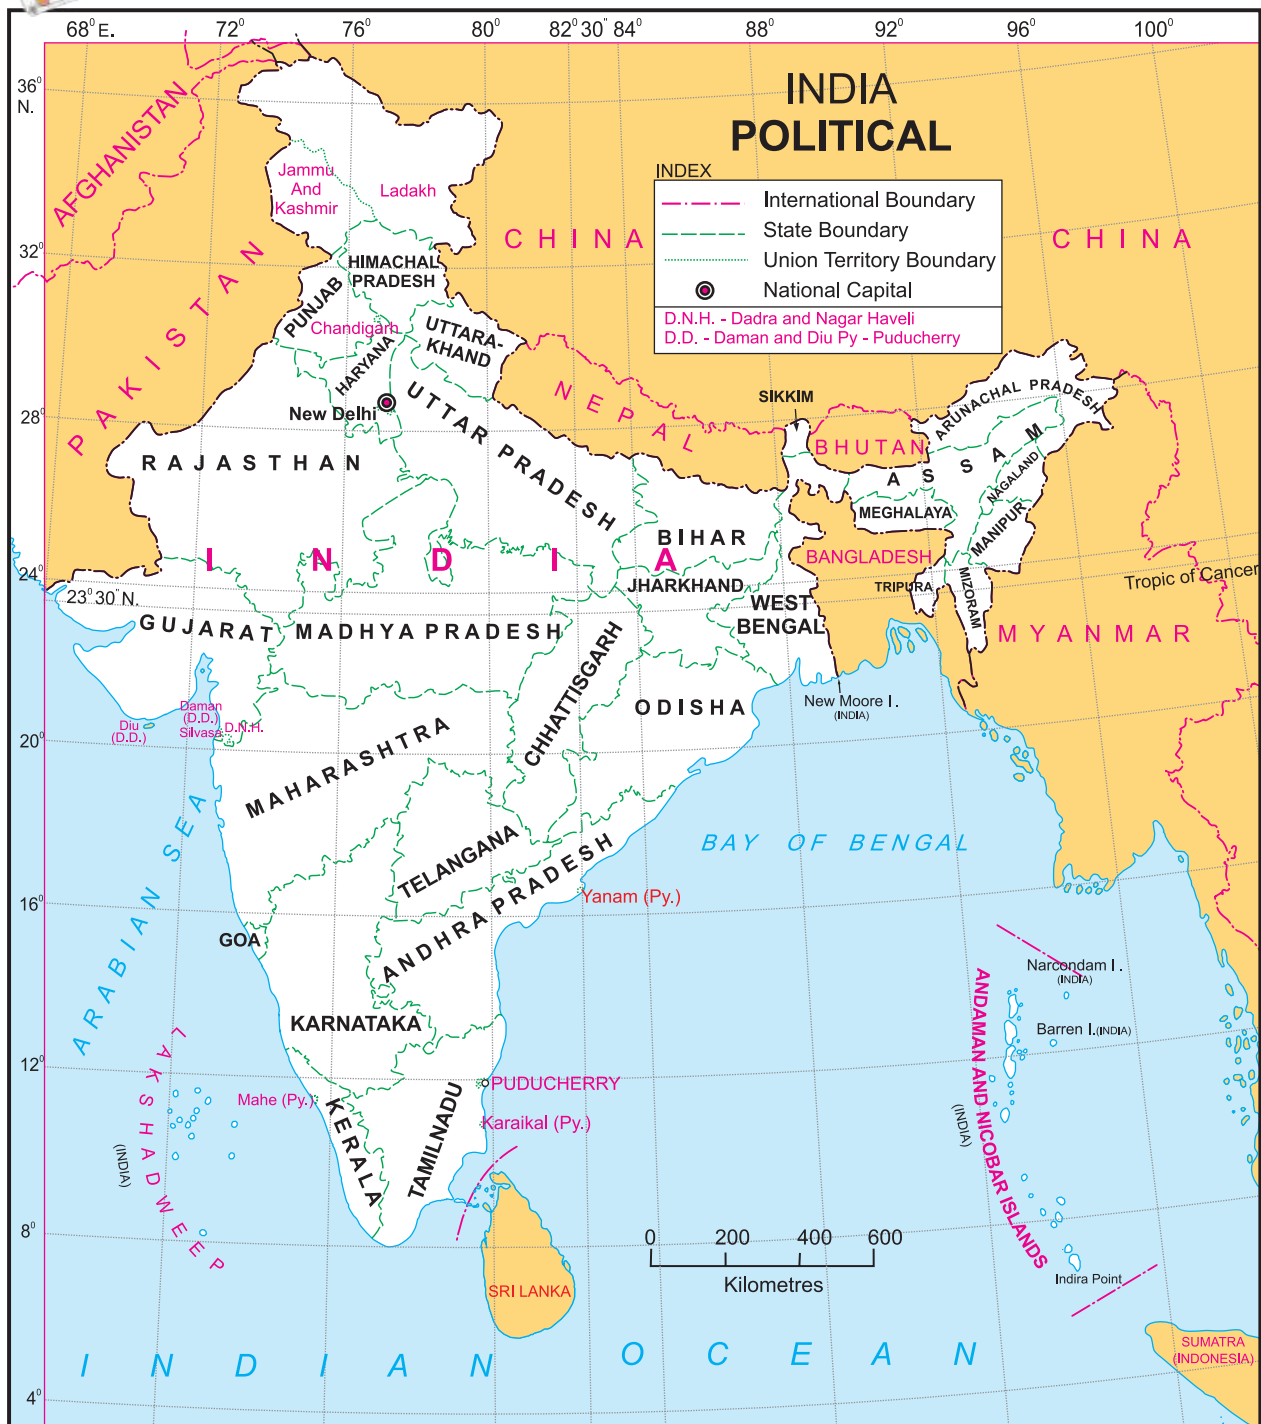 68° E.
72°
76°
80°
82°30'
84°
88°
92°
96°
100°
36°
N.
32°
28°
24°
23°30' N.
20°
16°
12°
8°
4°
INDIA
POLITICAL
INDEX
International Boundary
State Boundary
Union Territory Boundary
National Capital
D.N.H. - Dadra and Nagar Haveli
D.D. - Daman and Diu Py - Puducherry
AFGHANISTAN
PAKISTAN
CHINA
CHINA
NEPAL
BHUTAN
BANGLADESH
MYANMAR
Jammu
And
Kashmir
Ladakh
HIMACHAL
PRADESH
PUNJAB
Chandigarh
UTTARA-
KHAND
HARYANA
New Delhi
UTTAR PRADESH
RAJASTHAN
SIKKIM
ARUNACHAL PRADESH
ASSAM
NAGALAND
MEGHALAYA
MANIPUR
BIHAR
INDIA
JHARKHAND
TRIPURA
MIZORAM
Tropic of Cancer
WEST
BENGAL
GUJARAT
MADHYA PRADESH
CHHATTISGARH
ODISHA
New Moore I.
(INDIA)
Daman
(D.D.)
Silvasa
D.N.H.
Diu
(D.D.)
MAHARASHTRA
TELANGANA
ANDHRA PRADESH
Yanam (Py.)
BAY OF BENGAL
ARABIAN SEA
GOA
KARNATAKA
Narcondam I.
(INDIA)
Barren I.(INDIA)
ANDAMAN AND NICOBAR ISLANDS
(INDIA)
Indira Point
LAKSHADWEEP
(INDIA)
Mahe (Py.)
PUDUCHERRY
Karaikal (Py.)
KERALA
TAMILNADU
SRI LANKA
0 200 400 600
Kilometres
SUMATRA
(INDONESIA)
INDIAN OCEAN